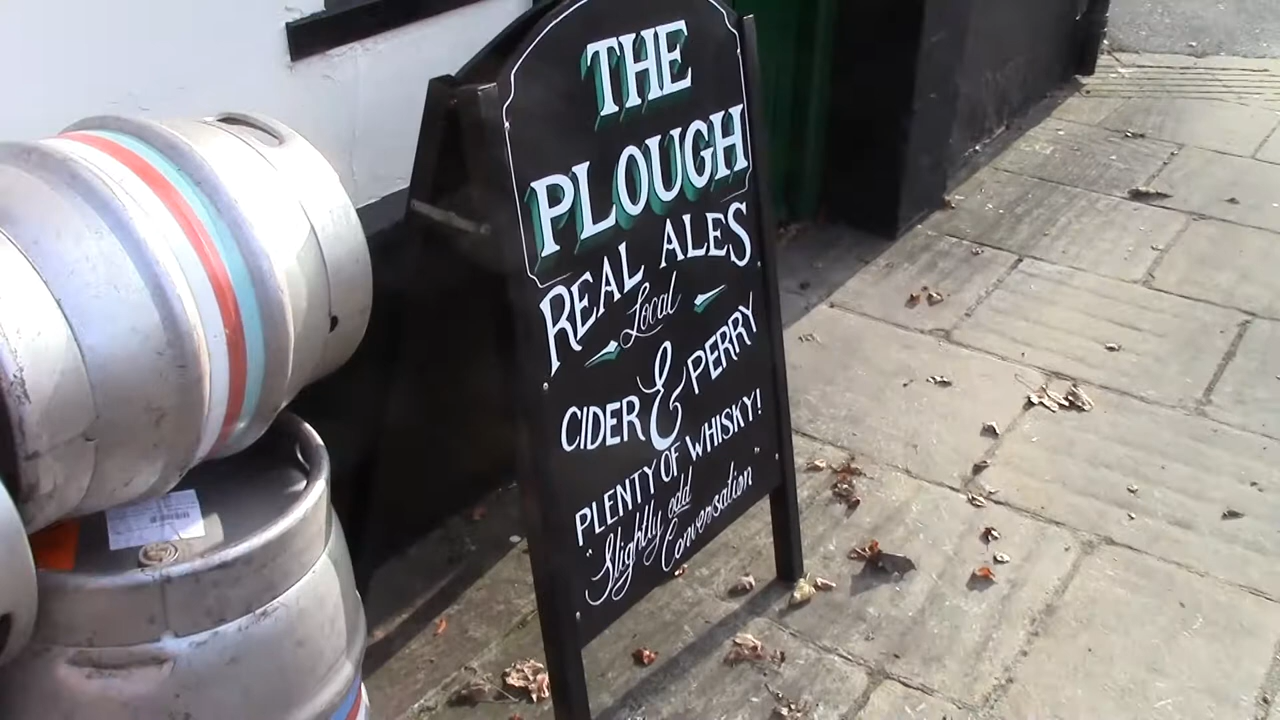 THE
PLOUGH
REAL ALES
Local
CIDER & PERRY
PLENTY OF WHISKY!
"Slightly odd
Conversation"